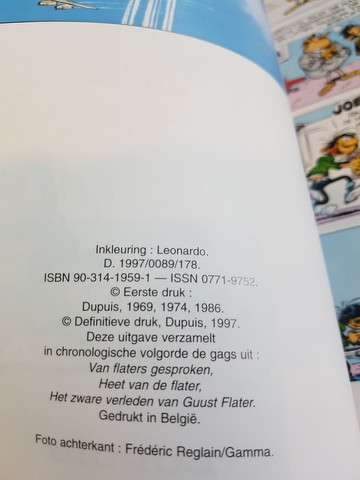 Inkleuring : Leonardo.
D. 1997/0089/178.
ISBN 90-314-1959-1 — ISSN 0771-9752.
© Eerste druk :
Dupuis, 1969, 1974, 1986.
© Definitieve druk, Dupuis, 1997.
Deze uitgave verzamelt
in chronologische volgorde de gags uit :
Van flaters gesproken,
Heet van de flater,
Het zware verleden van Guust Flater.
Gedrukt in België.
Foto achterkant : Frédéric Reglain/Gamma.